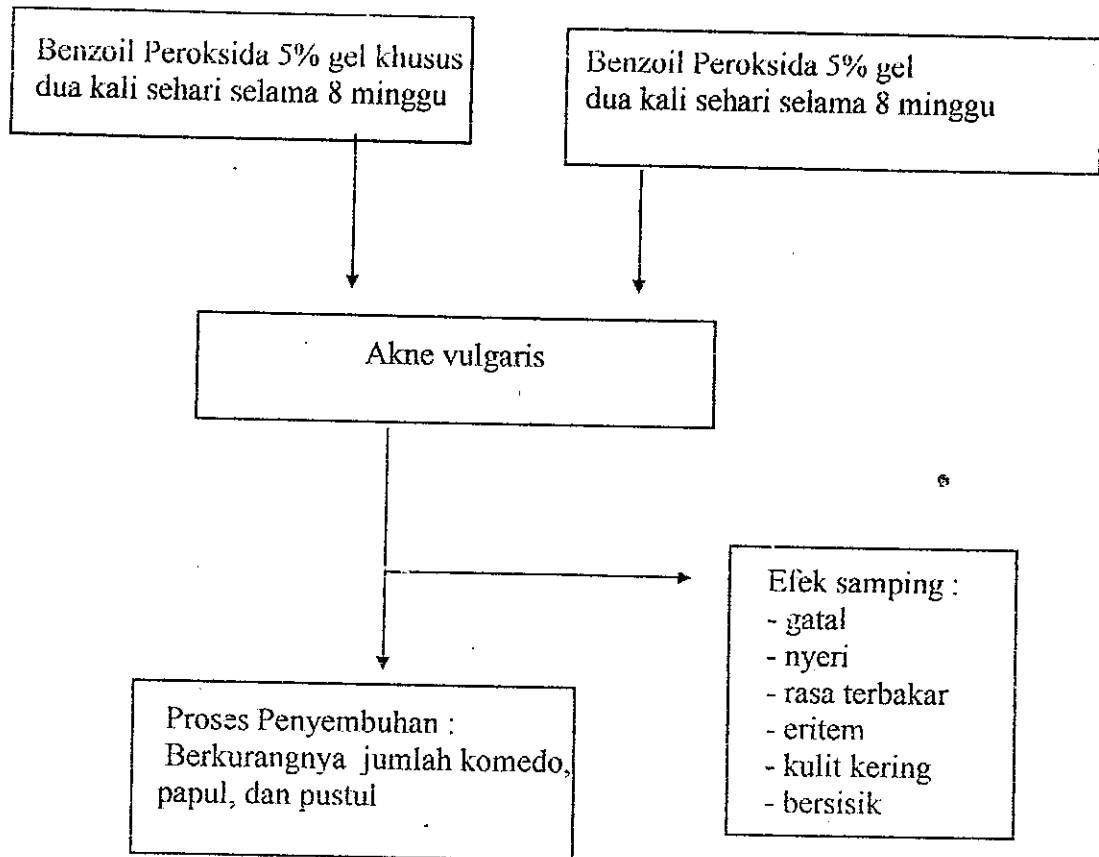 Benzoil Peroksida 5% gel khusus
dua kali sehari selama 8 minggu
Benzoil Peroksida 5% gel
dua kali sehari selama 8 minggu
Akne vulgaris
Efek samping :
- gatal
- nyeri
- rasa terbakar
- eritem
- kulit kering
- bersisik
Proses Penyembuhan :
Berkurangnya jumlah komedo,
papul, dan pustul